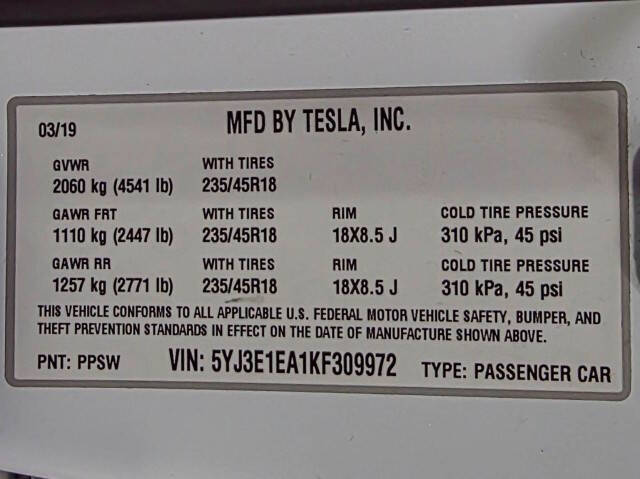 03/19 MFD BY TESLA, INC.
GVWR WITH TIRES
2060 kg (4541 lb) 235/45R18
GAWR FRT WITH TIRES RIM COLD TIRE PRESSURE
1110 kg (2447 lb) 235/45R18 18X8.5 J 310 kPa, 45 psi
GAWR RR WITH TIRES RIM COLD TIRE PRESSURE
1257 kg (2771 lb) 235/45R18 18X8.5 J 310 kPa, 45 psi
THIS VEHICLE CONFORMS TO ALL APPLICABLE U.S. FEDERAL MOTOR VEHICLE SAFETY, BUMPER, AND
THEFT PREVENTION STANDARDS IN EFFECT ON THE DATE OF MANUFACTURE SHOWN ABOVE.
PNT: PPSW VIN: 5YJ3E1EA1KF309972 TYPE: PASSENGER CAR